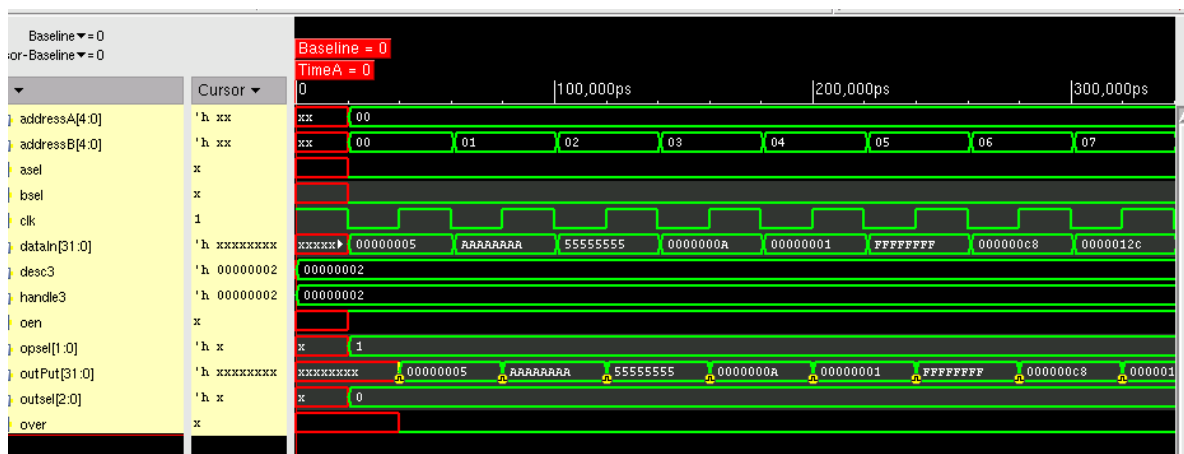 Baseline▼= 0
or-Baseline▼= 0
Baseline = 0
TimeA = 0
Cursor ▼ 0 100,000ps 200,000ps 300,000ps
addressA[4:0] 'h xx xx 00
addressB[4:0] 'h xx xx 00 01 02 03 04 05 06 07
asel x
bsel x
clk 1
dataIn[31:0] 'h xxxxxxxx xxxxx 00000005 AAAAAAAA 55555555 0000000A 00000001 FFFFFFFF 000000c8 0000012c
desc3 'h 00000002 00000002
handle3 'h 00000002 00000002
oen x
opsel[1:0] 'h x x 1
outPut[31:0] 'h xxxxxxxx xxxxxxxx 00000005 AAAAAAAA 55555555 0000000A 00000001 FFFFFFFF 000000c8 000001
outsel[2:0] 'h x x 0
over x